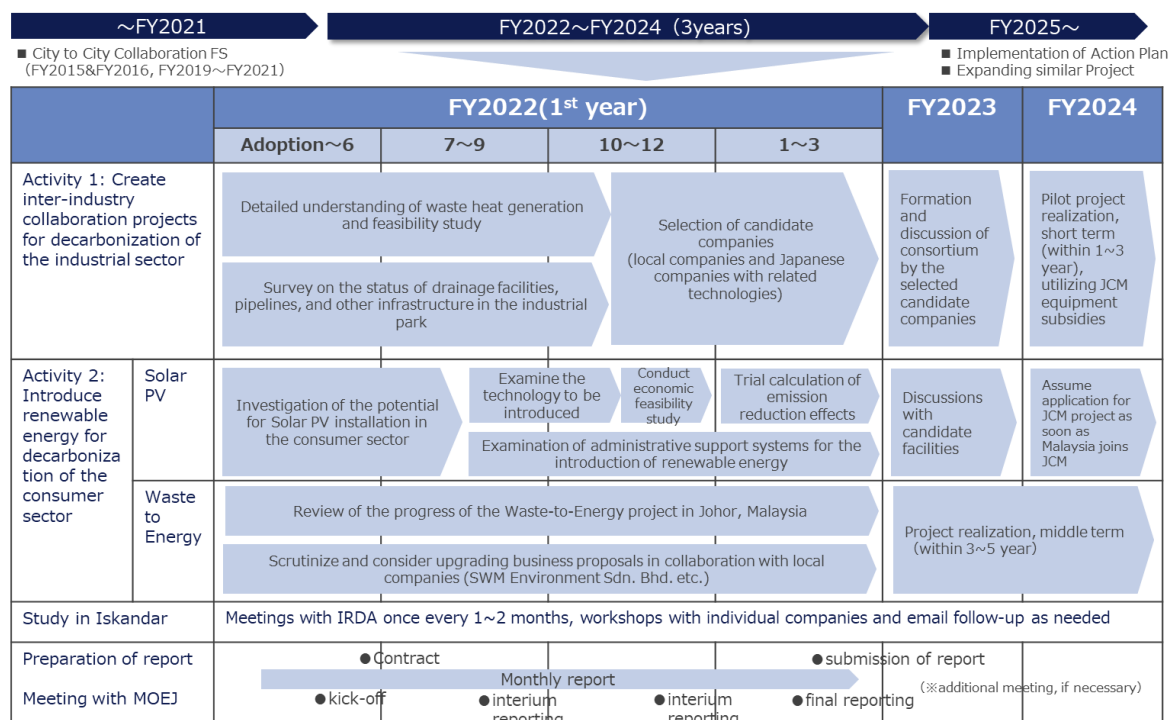 ~FY2021
FY2022~FY2024（3years）
FY2025~
■ City to City Collaboration FS
（FY2015&FY2016, FY2019~FY2021）
■ Implementation of Action Plan
■ Expanding similar Project
FY2022(1st year)
FY2023
FY2024
Adoption~6
7~9
10~12
1~3
Activity 1: Create
inter-industry
collaboration projects
for decarbonization of
the industrial sector
Detailed understanding of waste heat generation
and feasibility study
Survey on the status of drainage facilities,
pipelines, and other infrastructure in the industrial
park
Selection of candidate
companies
(local companies and Japanese
companies with related
technologies)
Formation
and
discussion of
consortium
by the
selected
candidate
companies
Pilot project
realization,
short term
(within 1~3
year),
utilizing JCM
equipment
subsidies
Activity 2:
Introduce
renewable
energy for
decarboniza
tion of the
consumer
sector
Solar
PV
Investigation of the potential
for Solar PV installation in
the consumer sector
Examine the
technology to be
introduced
Conduct
economic
feasibility
study
Trial calculation of
emission
reduction effects
Examination of administrative support systems for the
introduction of renewable energy
Discussions
with
candidate
facilities
Assume
application for
JCM project as
soon as
Malaysia joins
JCM
Waste
to
Energy
Review of the progress of the Waste-to-Energy project in Johor, Malaysia
Scrutinize and consider upgrading business proposals in collaboration with local
companies (SWM Environment Sdn. Bhd. etc.)
Project realization, middle term
（within 3~5 year）
Study in Iskandar
Meetings with IRDA once every 1~2 months, workshops with individual companies and email follow-up as needed
Preparation of report
●Contract
●submission of report
Monthly report
Meeting with MOEJ
●kick-off
●interium
reporting
●interium
reporting
●final reporting
（※additional meeting, if necessary）